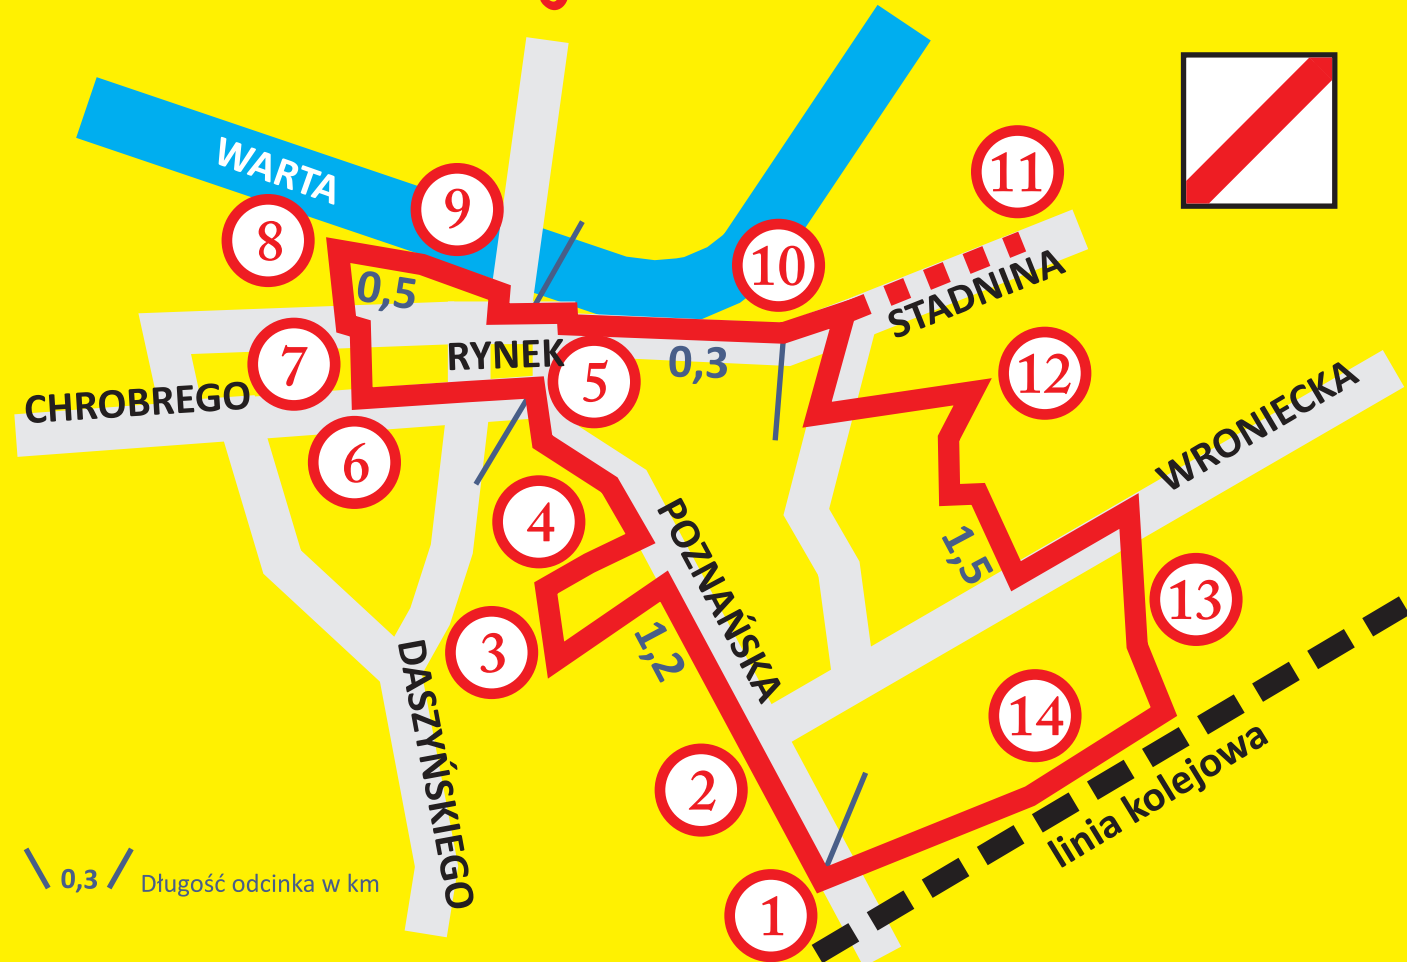 WARTA
9
8
11
10
0,5
STADNINA
RYNEK
0,3
7
5
12
CHROBREGO
WRONIECKA
6
4
POZNAŃSKA
1,5
13
3
1,2
DASZYŃSKIEGO
14
2
linia kolejowa
0,3 Długość odcinka w km
1